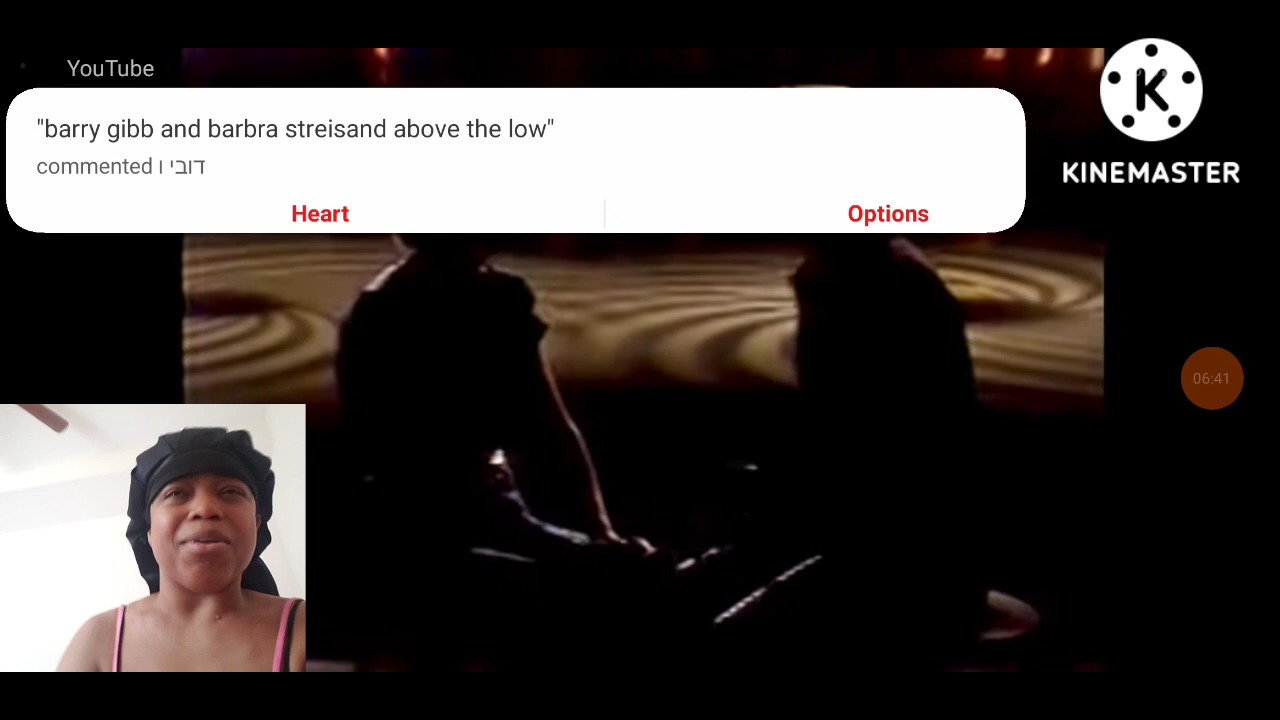 YouTube
"barry gibb and barbra streisand above the low"
commented דובי ו
Heart
Options
K
KINEMASTER
06:41